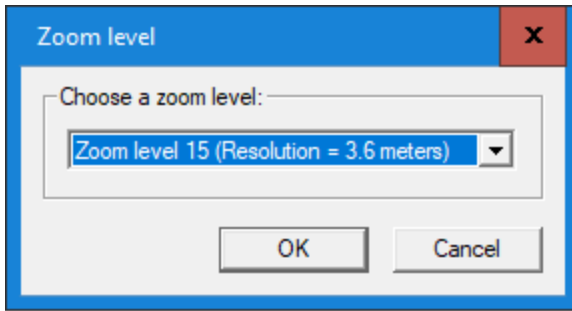 Zoom level
x
Choose a zoom level:
Zoom level 15 (Resolution = 3.6 meters)
OK
Cancel